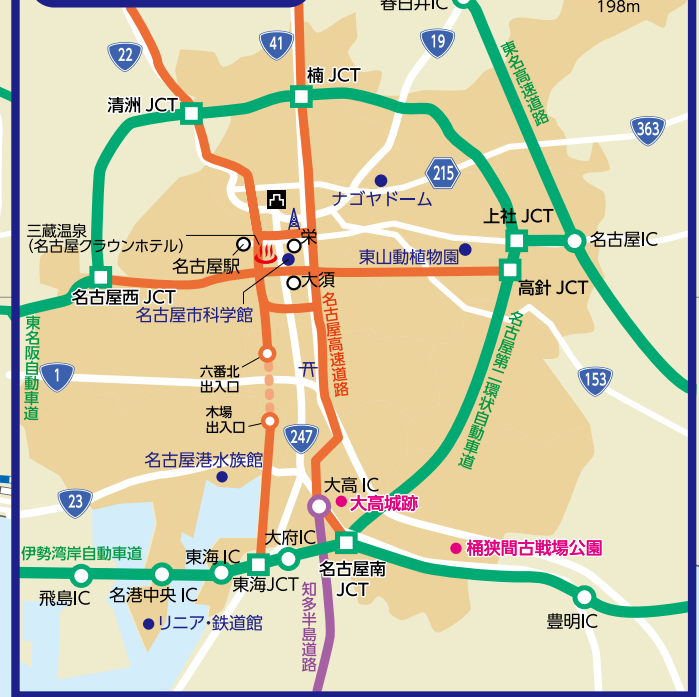 春日井IC
198m
41
19
22
東名高速道路
楠 JCT
清洲 JCT
363
215
ナゴヤドーム
上社 JCT
三蔵温泉
(名古屋クラウンホテル)
栄
名古屋IC
東山動植物園
名古屋駅
大須
高針 JCT
名古屋西 JCT
名古屋市科学館
名古屋高速道路
東名阪自動車道
名古屋第二環状自動車道
1
六番北
出入口
153
木場
出入口
247
名古屋港水族館
大高 IC
大高城跡
23
大府IC
桶狭間古戦場公園
伊勢湾岸自動車道
東海 IC
名古屋南
JCT
東海JCT
飛島IC
名港中央 IC
知多半島道路
リニア・鉄道館
豊明IC